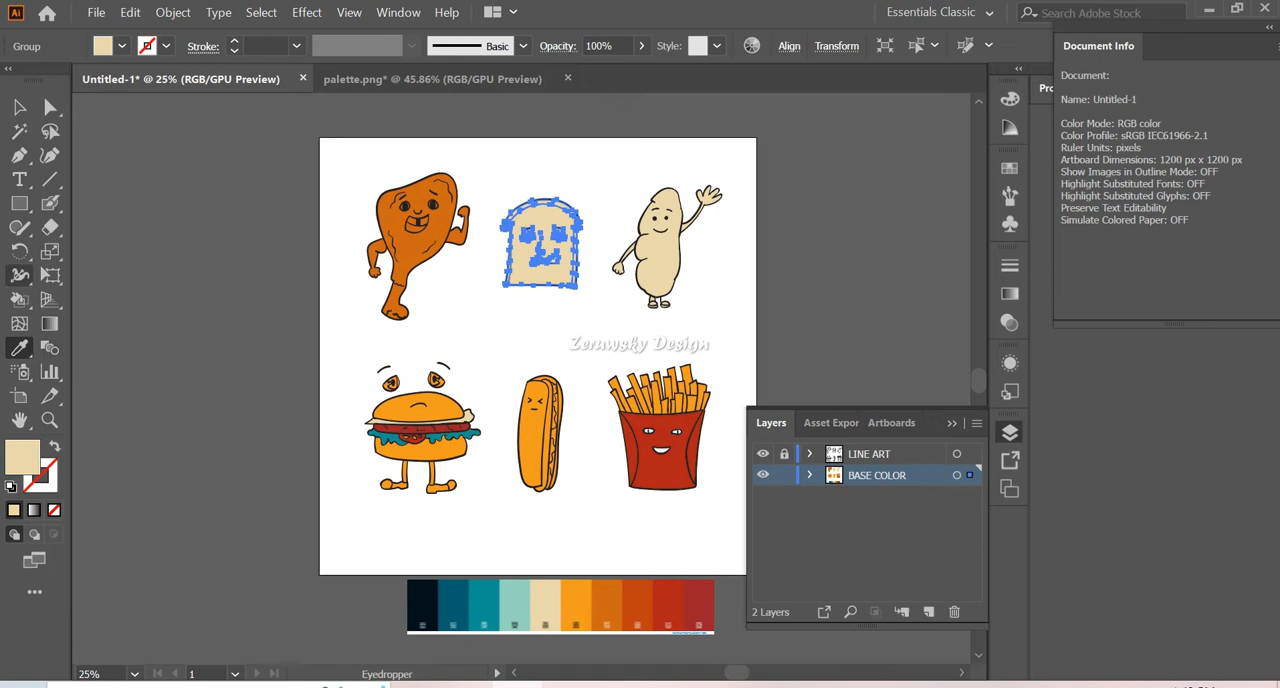 Ai File Edit Object Type Select Effect View Window Help Essentials Classic Search Adobe Stock
Group Stroke: Basic Opacity: 100% Style: Align Transform
Document Info
Untitled-1* @ 25% (RGB/GPU Preview) × palette.png* @ 45.86% (RGB/GPU Preview) ×
Document:
Name: Untitled-1
Color Mode: RGB color
Color Profile: sRGB IEC61966-2.1
Ruler Units: pixels
Artboard Dimensions: 1200 px x 1200 px
Show Images in Outline Mode: OFF
Highlight Substituted Fonts: OFF
Highlight Substituted Glyphs: OFF
Preserve Text Editability
Simulate Colored Paper: OFF
Zerawsky Design
Layers Asset Expor Artboards
LINE ART
BASE COLOR
2 Layers
25% 1 Eyedropper